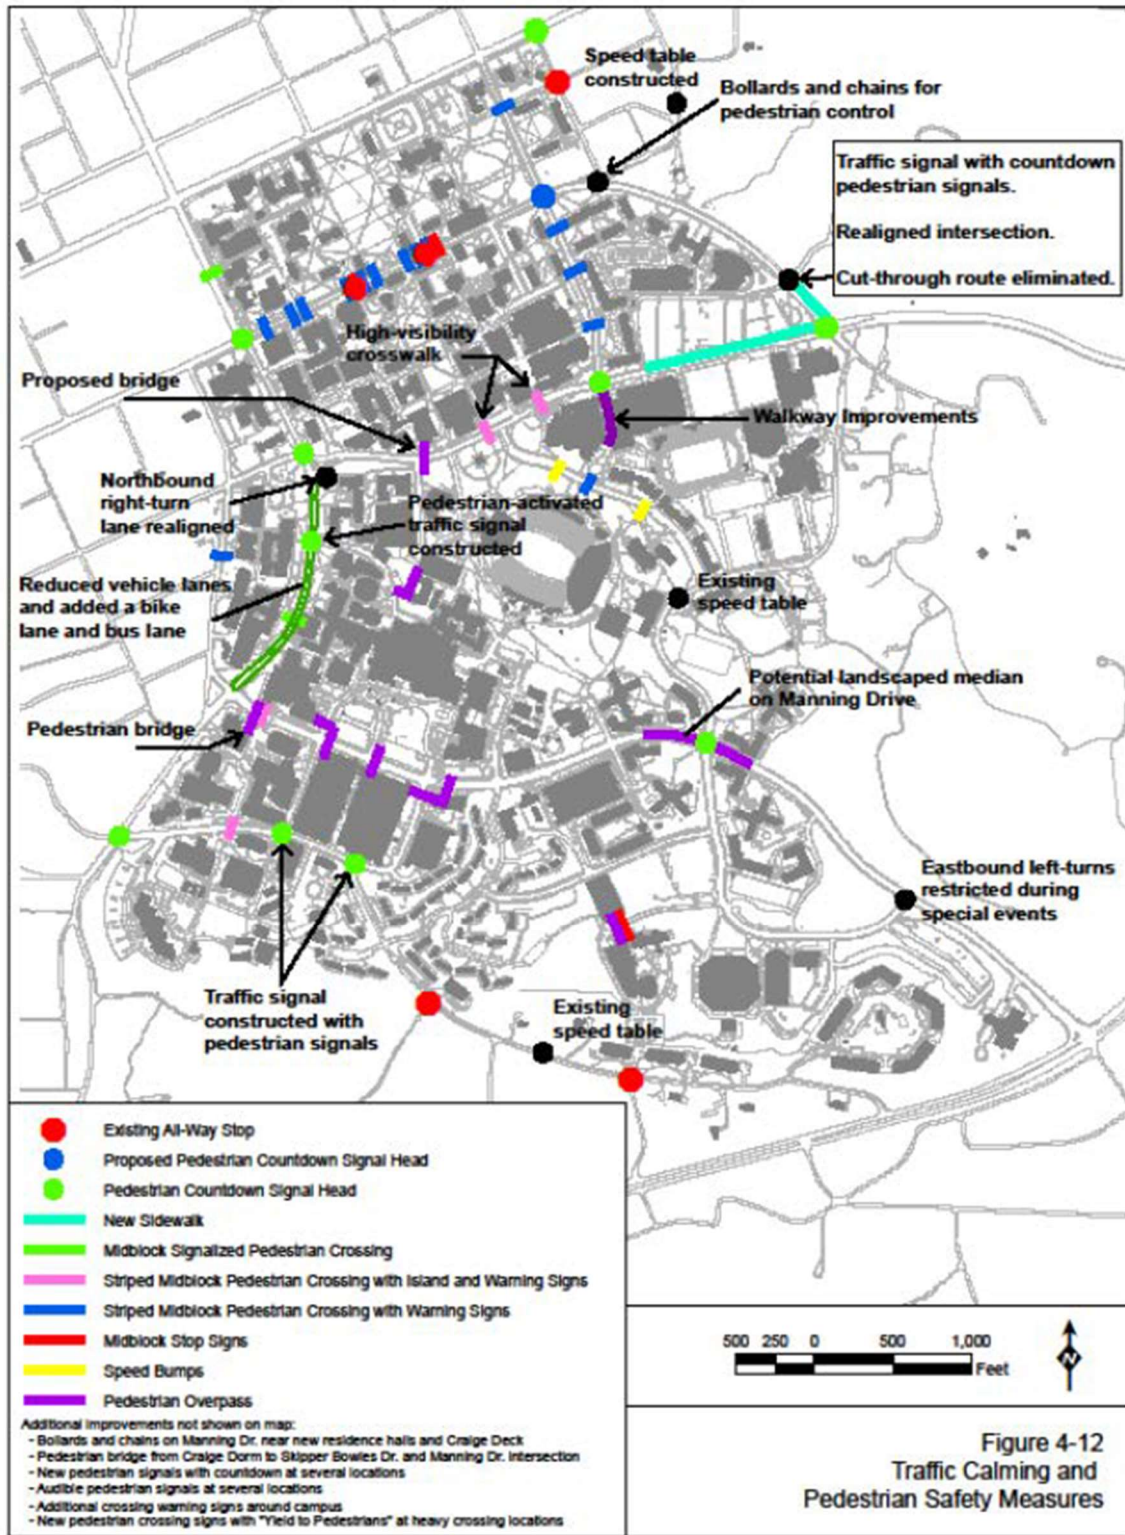 Speed table
constructed
Bollards and chains for
pedestrian control
Traffic signal with countdown
pedestrian signals.
Realigned intersection.
Cut-through route eliminated.
High-visibility
crosswalk
Proposed bridge
Walkway Improvements
Northbound
right-turn
lane realigned
Pedestrian-activated
traffic signal
constructed
Reduced vehicle lanes
and added a bike
lane and bus lane
Existing
speed table
Potential landscaped median
on Manning Drive
Pedestrian bridge
Eastbound left-turns
restricted during
special events
Traffic signal
constructed with
pedestrian signals
Existing
speed table
Existing All-Way Stop
Proposed Pedestrian Countdown Signal Head
Pedestrian Countdown Signal Head
New Sidewalk
Midblock Signalized Pedestrian Crossing
Striped Midblock Pedestrian Crossing with Island and Warning Signs
Striped Midblock Pedestrian Crossing with Warning Signs
Midblock Stop Signs
Speed Bumps
Pedestrian Overpass
Additional improvements not shown on map:
- Bollards and chains on Manning Dr. near new residence halls and Craige Deck
- Pedestrian bridge from Craige Dorm to Skipper Bowles Dr. and Manning Dr. Intersection
- New pedestrian signals with countdown at several locations
- Audible pedestrian signals at several locations
- Additional crossing warning signs around campus
- New pedestrian crossing signs with "Yield to Pedestrians" at heavy crossing locations
500 250 0 500 1,000
Feet
N
Figure 4-12
Traffic Calming and
Pedestrian Safety Measures